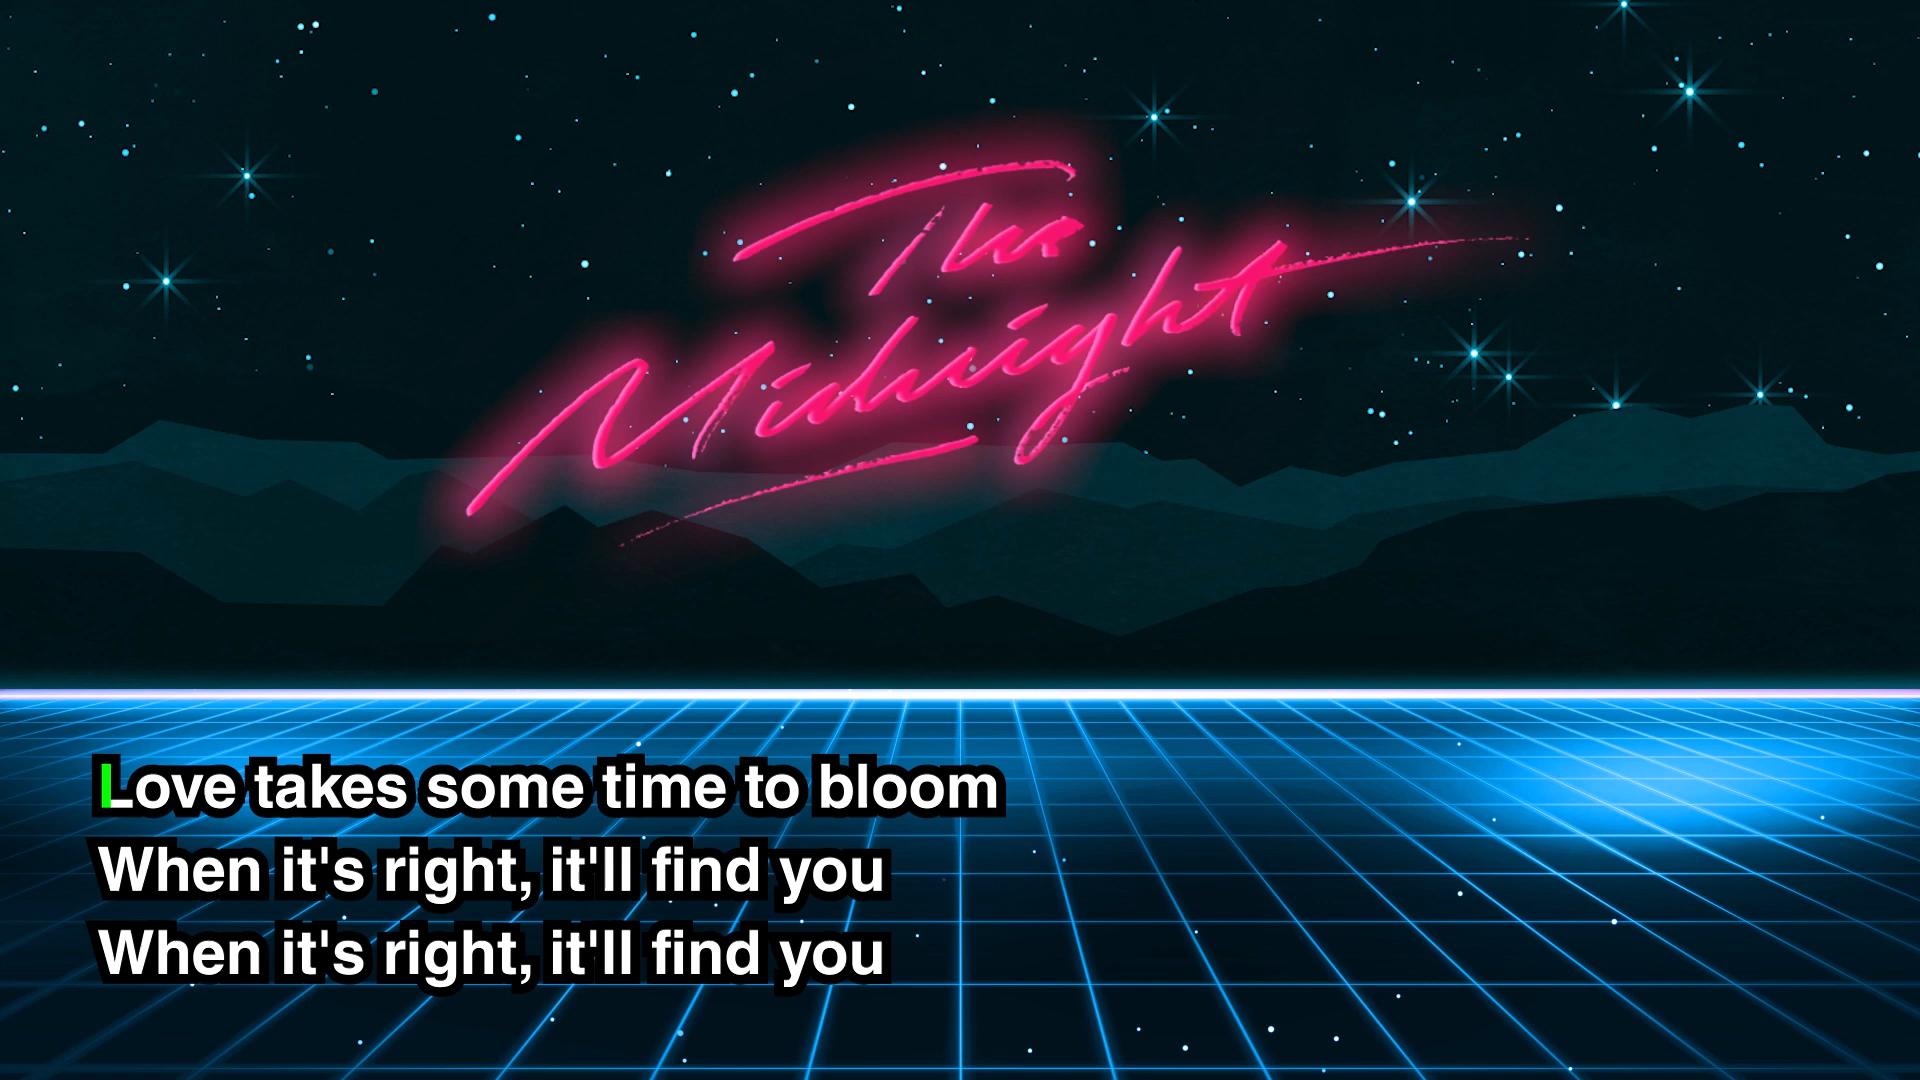 The
Midnight
Love takes some time to bloom
When it's right, it'll find you
When it's right, it'll find you